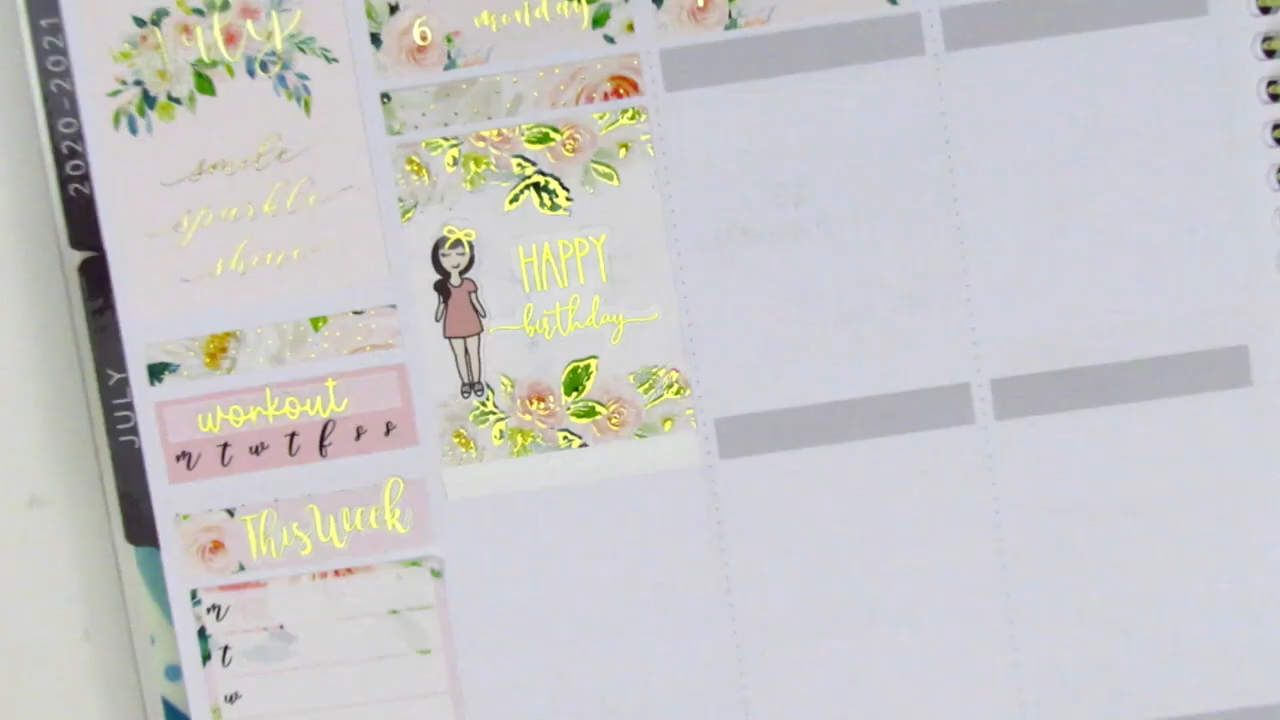 2020-2021
July
6 monday
smile
sparkle
shine
HAPPY
birthday
JULY
workout
m t w t f s s
This Week
m
t
w